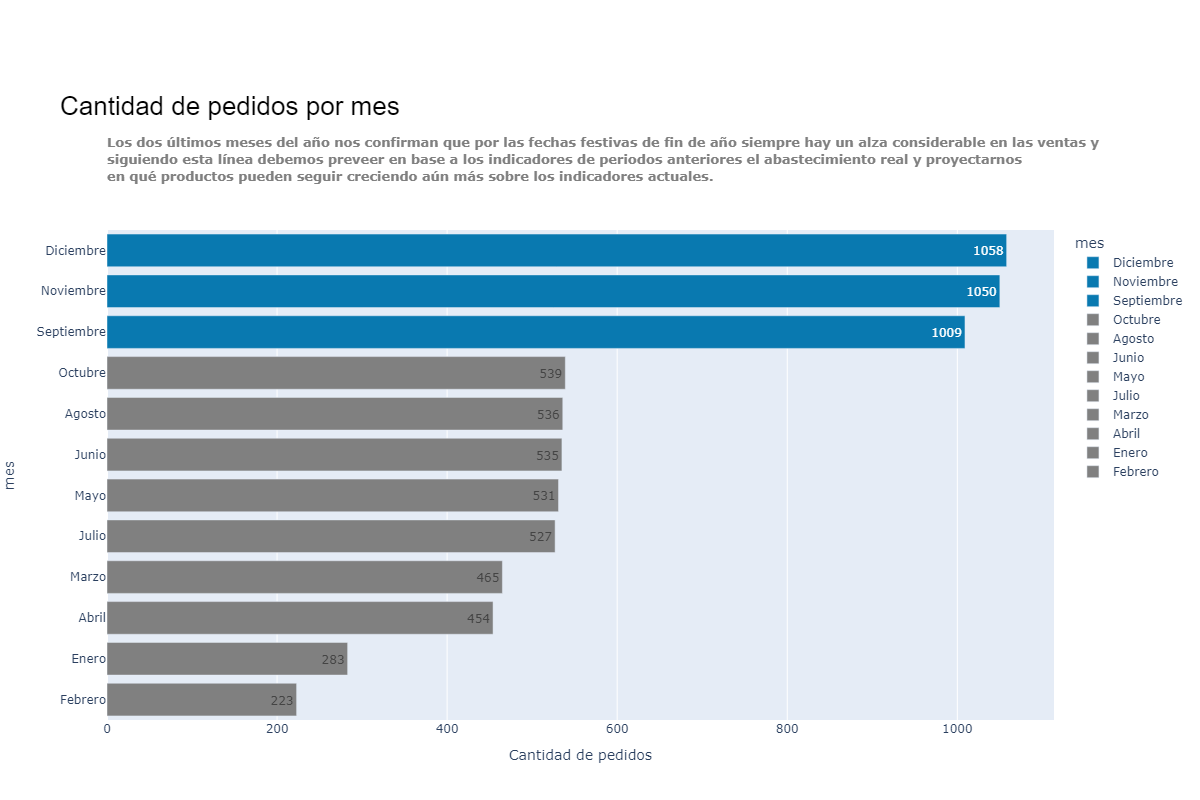 Cantidad de pedidos por mes
Los dos últimos meses del año nos confirman que por las fechas festivas de fin de año siempre hay un alza considerable en las ventas y
siguiendo esta línea debemos preveer en base a los indicadores de periodos anteriores el abastecimiento real y proyectarnos
en qué productos pueden seguir creciendo aún más sobre los indicadores actuales.
Diciembre 1058
Noviembre 1050
Septiembre 1009
Octubre 539
Agosto 536
Junio 535
Mayo 531
Julio 527
Marzo 465
Abril 454
Enero 283
Febrero 223
mes
0 200 400 600 800 1000
Cantidad de pedidos
mes
Diciembre
Noviembre
Septiembre
Octubre
Agosto
Junio
Mayo
Julio
Marzo
Abril
Enero
Febrero